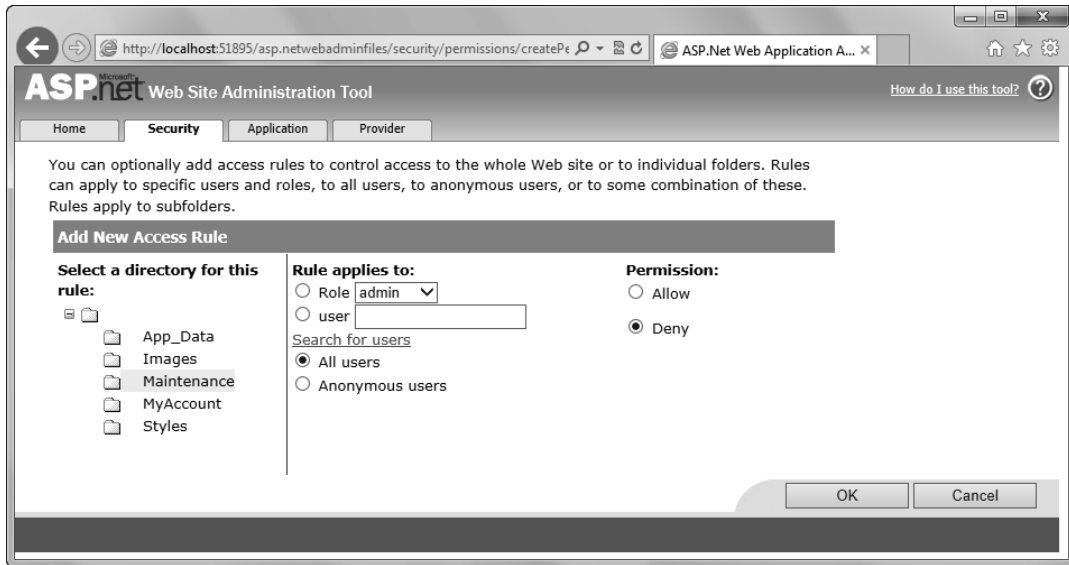 http://localhost:51895/asp.netwebadminfiles/security/permissions/createPe
ASP.Net Web Application A...
Microsoft
ASP.net Web Site Administration Tool
How do I use this tool?
Home
Security
Application
Provider
You can optionally add access rules to control access to the whole Web site or to individual folders. Rules
can apply to specific users and roles, to all users, to anonymous users, or to some combination of these.
Rules apply to subfolders.
Add New Access Rule
Select a directory for this
rule:
App_Data
Images
Maintenance
MyAccount
Styles
Rule applies to:
Role admin
user
Search for users
All users
Anonymous users
Permission:
Allow
Deny
OK
Cancel